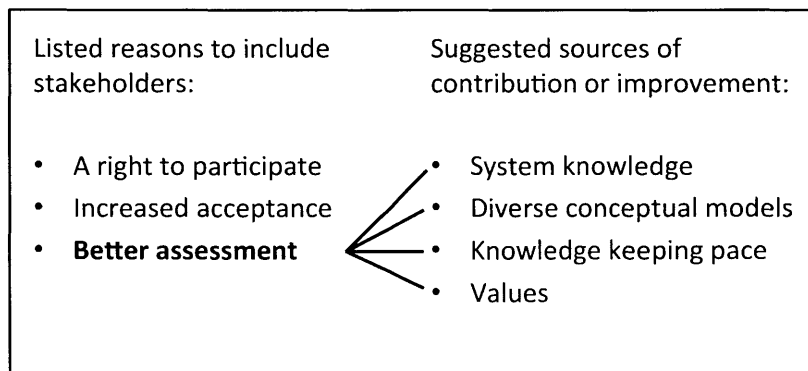 Listed reasons to include
stakeholders:
• A right to participate
• Increased acceptance
• Better assessment
Suggested sources of
contribution or improvement:
• System knowledge
• Diverse conceptual models
• Knowledge keeping pace
• Values